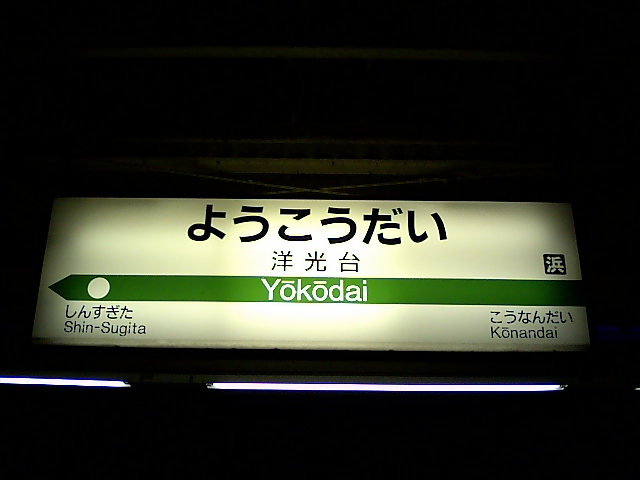 ようこうだい
洋光台
浜
Yōkōdai
しんすぎた
Shin-Sugita
こうなんだい
Kōnandai